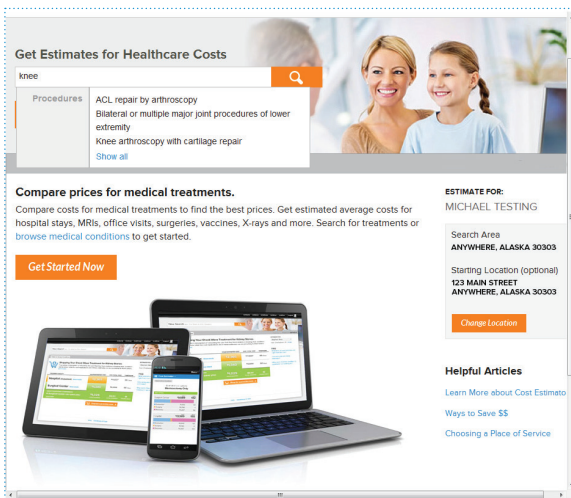 Get Estimates for Healthcare Costs
knee
Procedures
ACL repair by arthroscopy
Bilateral or multiple major joint procedures of lower
extremity
Knee arthroscopy with cartilage repair
Show all
Compare prices for medical treatments.
Compare costs for medical treatments to find the best prices. Get estimated average costs for
hospital stays, MRIs, office visits, surgeries, vaccines, X-rays and more. Search for treatments or
browse medical conditions to get started.
Get Started Now
ESTIMATE FOR:
MICHAEL TESTING
Search Area
ANYWHERE, ALASKA 30303
Starting Location (optional)
123 MAIN STREET
ANYWHERE, ALASKA 30303
Change Location
Helpful Articles
Learn More about Cost Estimato
Ways to Save $$
Choosing a Place of Service